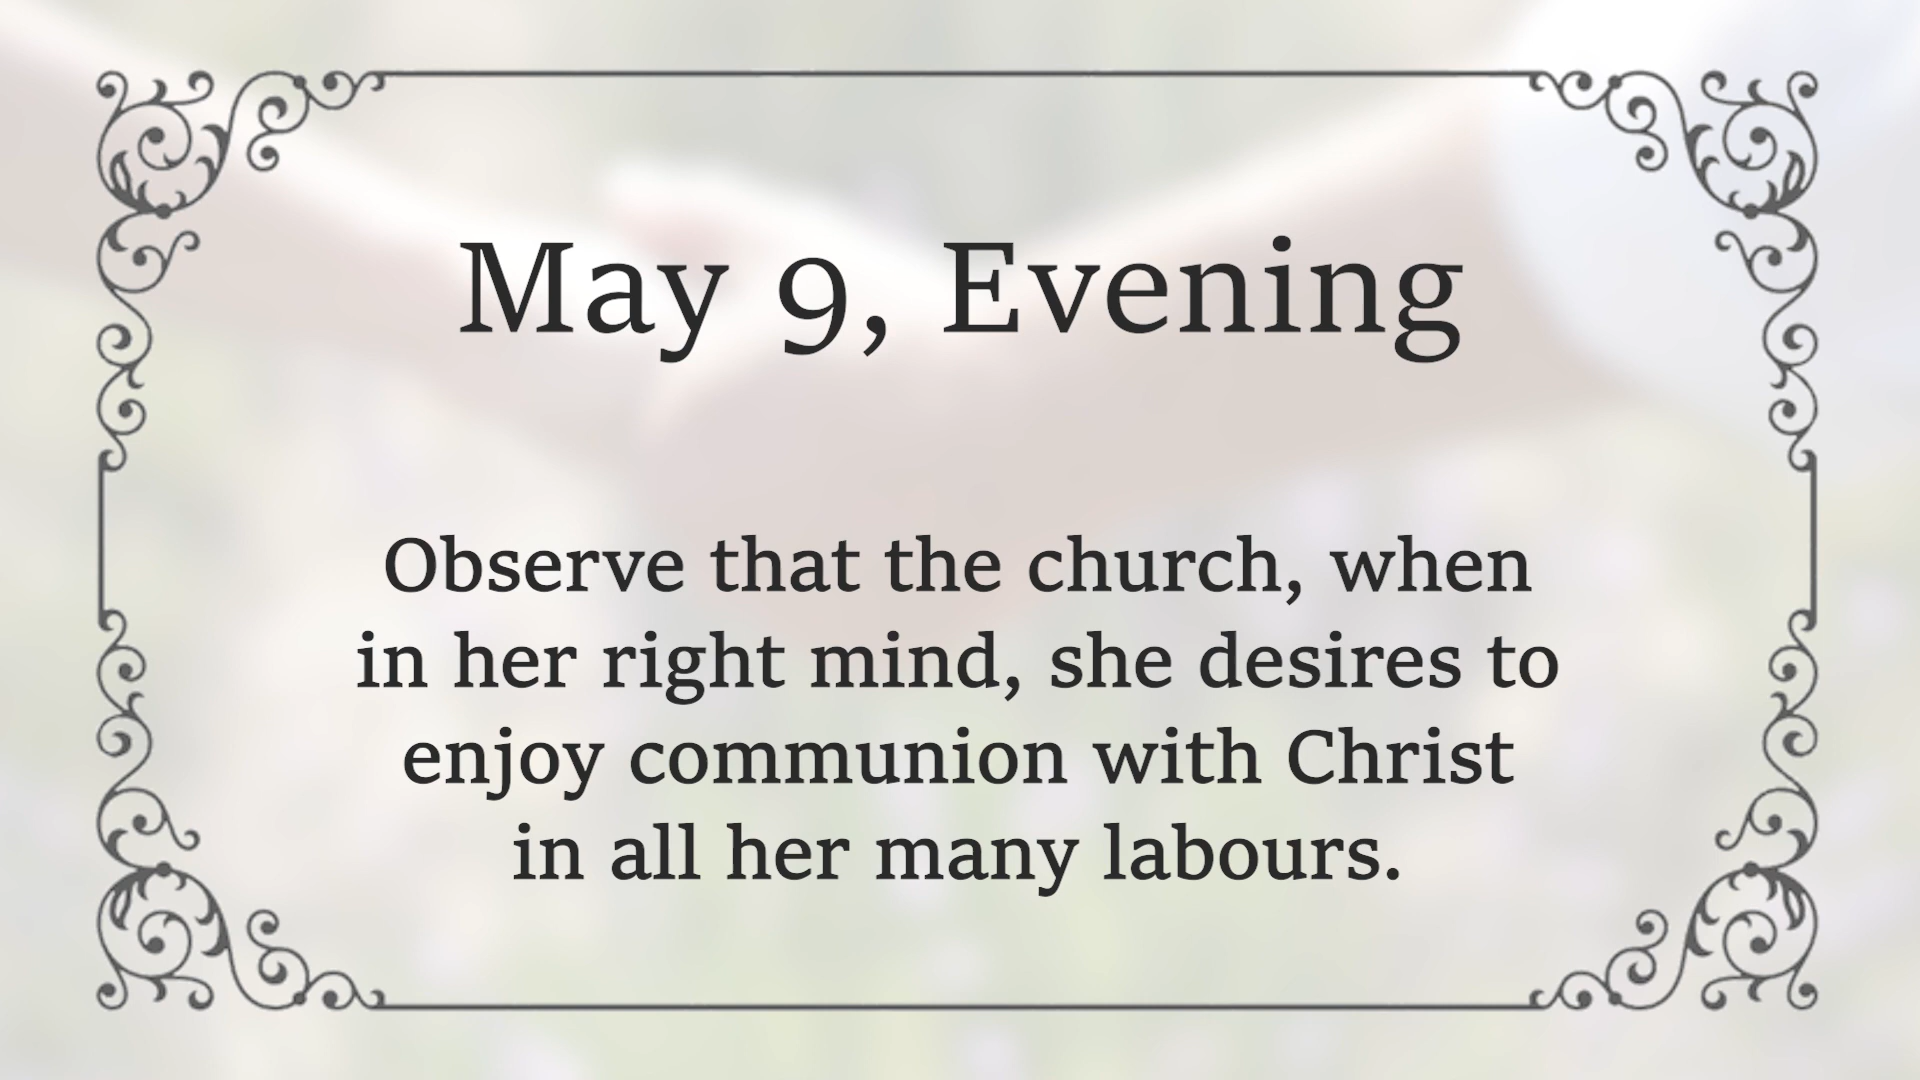 May 9, Evening
Observe that the church, when
in her right mind, she desires to
enjoy communion with Christ
in all her many labours.